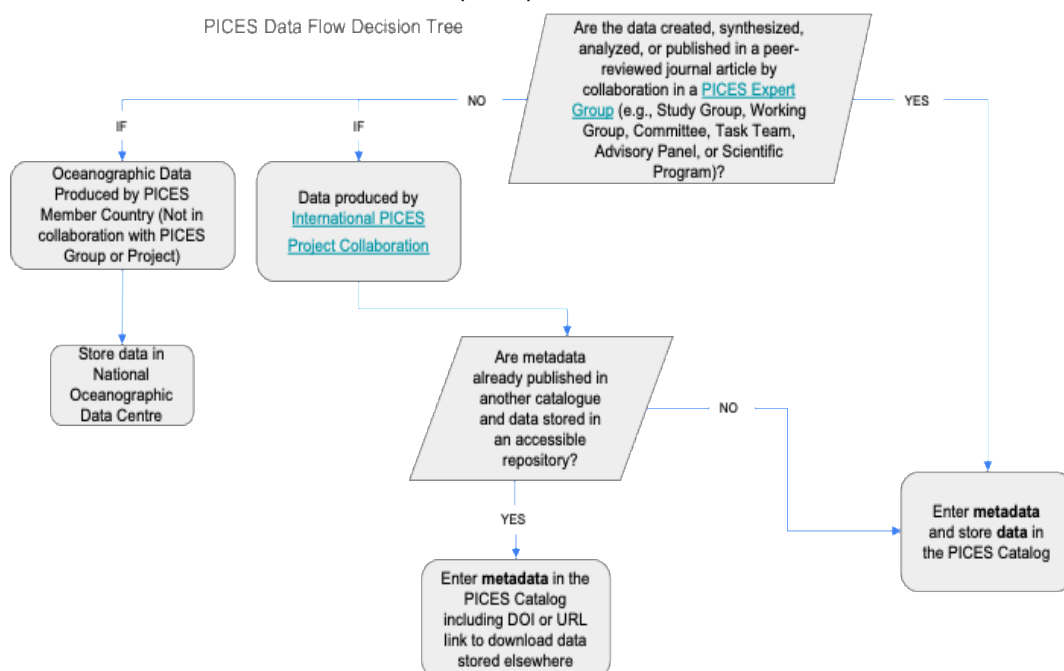 PICES Data Flow Decision Tree
Are the data created, synthesized,
analyzed, or published in a peer-
reviewed journal article by
collaboration in a PICES Expert
Group (e.g., Study Group, Working
Group, Committee, Task Team,
Advisory Panel, or Scientific
Program)?
NO
YES
IF
IF
Oceanographic Data
Produced by PICES
Member Country (Not in
collaboration with PICES
Group or Project)
Data produced by
International PICES
Project Collaboration
Store data in
National
Oceanographic
Data Centre
Are metadata
already published in
another catalogue
and data stored in
an accessible
repository?
NO
YES
Enter metadata
and store data in
the PICES Catalog
Enter metadata in the
PICES Catalog
including DOI or URL
link to download data
stored elsewhere